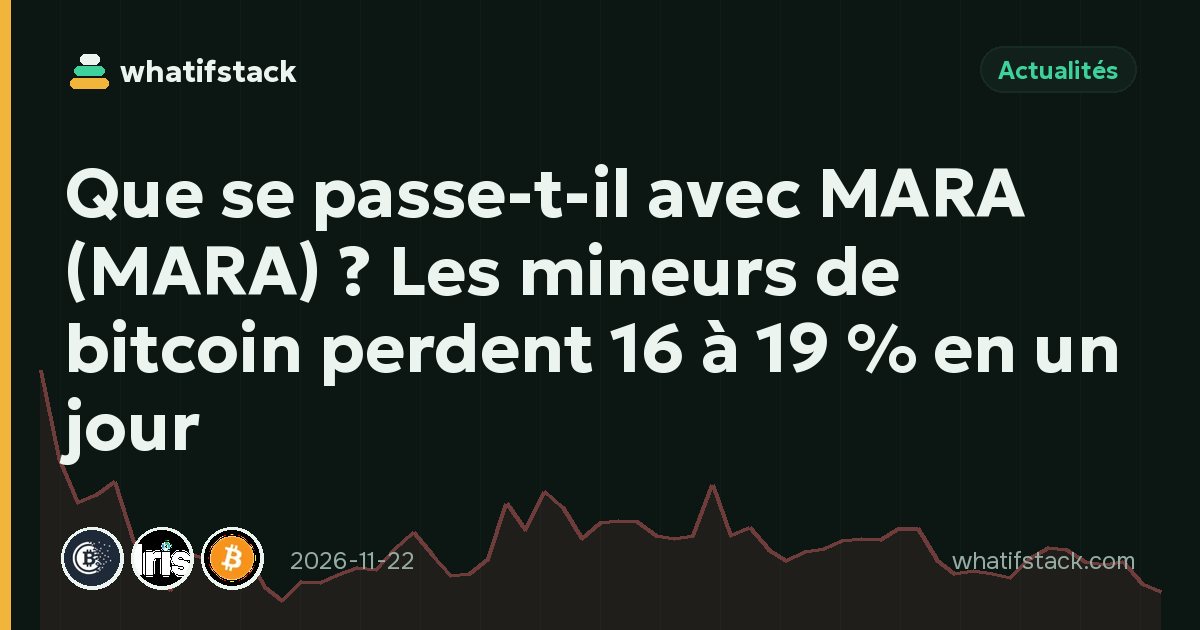 whatifstack
Actualités
Que se passe-t-il avec MARA
(MARA) ? Les mineurs de
bitcoin perdent 16 à 19 % en un
jour
Iris
2026-11-22
whatifstack.com